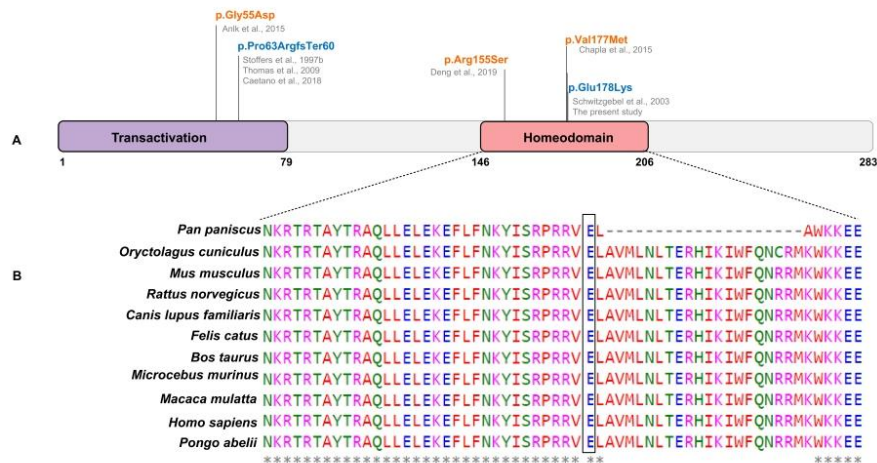 p.Gly55Asp
Anik et al., 2015
p.Pro63ArgfsTer60
Stoffers et al., 1997b
Thomas et al., 2009
Caetano et al., 2018
p.Arg155Ser
Deng et al., 2019
p.Val177Met
Chapla et al., 2015
p.Glu178Lys
Schwitzgebel et al., 2003
The present study
A
Transactivation
Homeodomain
1 79 146 206 283
B
Pan paniscus NKRTRTAYTRAQLLELEKEFLFNKYISRPRRVEL--------------------AWKKEE
Oryctolagus cuniculus NKRTRTAYTRAQLLELEKEFLFNKYISRPRRVELAVMLNLTERHIKIWFQNCRMKWKKEE
Mus musculus NKRTRTAYTRAQLLELEKEFLFNKYISRPRRVELAVMLNLTERHIKIWFQNRRMKWKKEE
Rattus norvegicus NKRTRTAYTRAQLLELEKEFLFNKYISRPRRVELAVMLNLTERHIKIWFQNRRMKWKKEE
Canis lupus familiaris NKRTRTAYTRAQLLELEKEFLFNKYISRPRRVELAVMLNLTERHIKIWFQNRRMKWKKEE
Felis catus NKRTRTAYTRAQLLELEKEFLFNKYISRPRRVELAVMLNLTERHIKIWFQNRRMKWKKEE
Bos taurus NKRTRTAYTRAQLLELEKEFLFNKYISRPRRVELAVMLNLTERHIKIWFQNRRMKWKKEE
Microcebus murinus NKRTRTAYTRAQLLELEKEFLFNKYISRPRRVELAVMLNLTERHIKIWFQNRRMKWKKEE
Macaca mulatta NKRTRTAYTRAQLLELEKEFLFNKYISRPRRVELAVMLNLTERHIKIWFQNRRMKWKKEE
Homo sapiens NKRTRTAYTRAQLLELEKEFLFNKYISRPRRVELAVMLNLTERHIKIWFQNRRMKWKKEE
Pongo abelii NKRTRTAYTRAQLLELEKEFLFNKYISRPRRVELAVMLNLTERHIKIWFQNRRMKWKKEE
******************************** ** *****